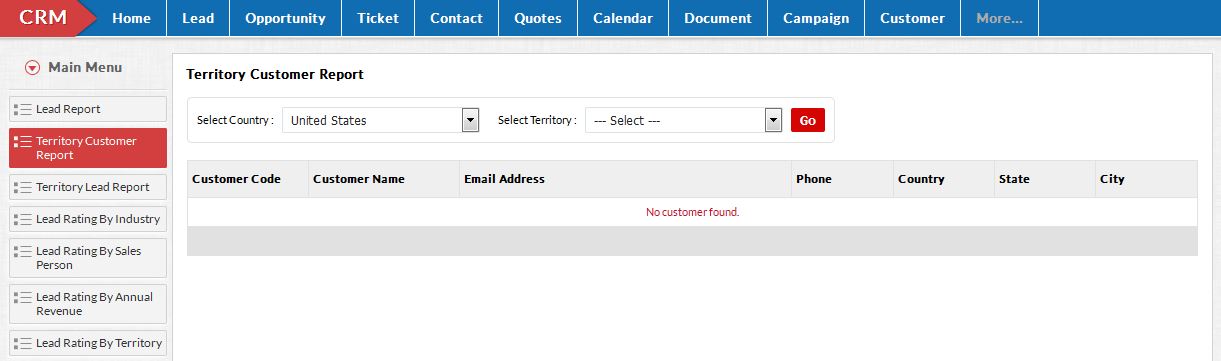 CRM Home Lead Opportunity Ticket Contact Quotes Calendar Document Campaign Customer More...
Main Menu
Lead Report
Territory Customer
Report
Territory Lead Report
Lead Rating By Industry
Lead Rating By Sales
Person
Lead Rating By Annual
Revenue
Lead Rating By Territory
Territory Customer Report
Select Country : United States Select Territory : --- Select --- Go
Customer Code Customer Name Email Address Phone Country State City
No customer found.